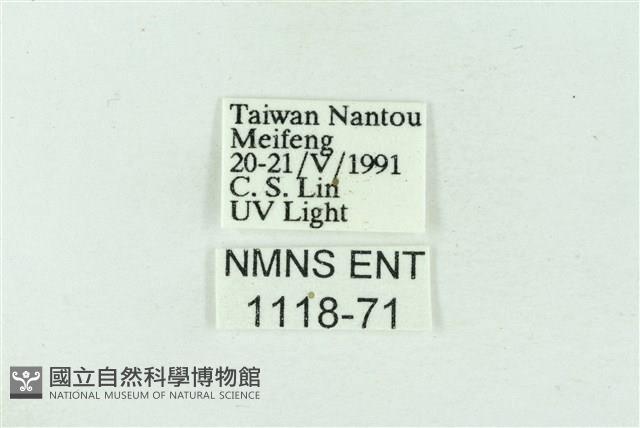 Taiwan Nantou
Meifeng
20-21/V/1991
C. S. Lin
UV Light
NMNS ENT
1118-71
國立自然科學博物館
NATIONAL MUSEUM OF NATURAL SCIENCE